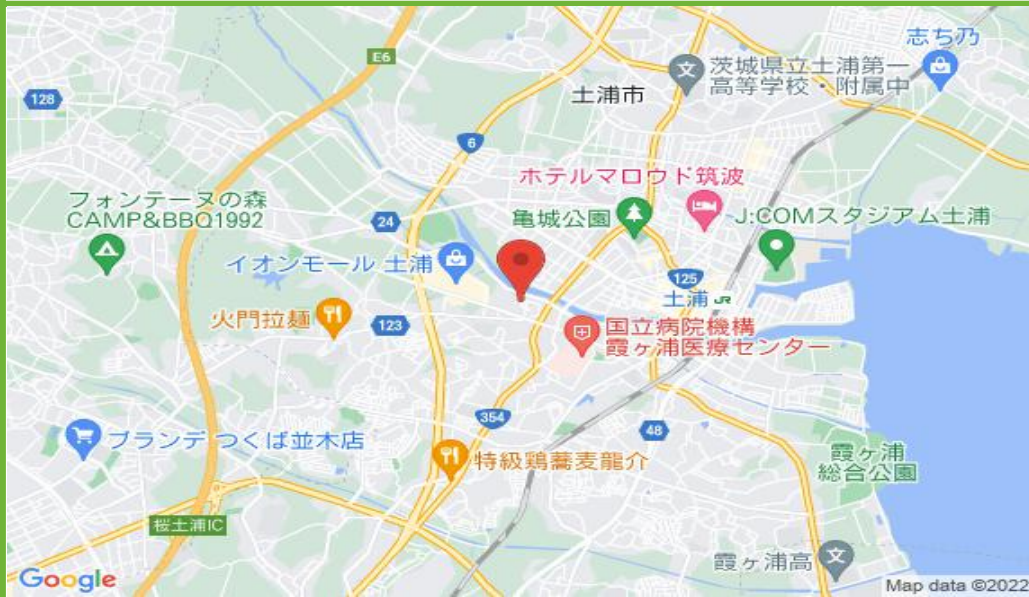 志ち乃
E6
茨城県立土浦第一
高等学校・附属中
128
土浦市
6
ホテルマロウド筑波
フォンテーヌの森
CAMP&BBQ1992
24
亀城公園
J:COMスタジアム土浦
イオンモール 土浦
125
土浦 JR
火門拉麺
123
国立病院機構
霞ヶ浦医療センター
354
48
ブランデ つくば並木店
特級鶏蕎麦龍介
霞ヶ浦
総合公園
桜土浦IC
霞ヶ浦高
Google
Map data ©2022